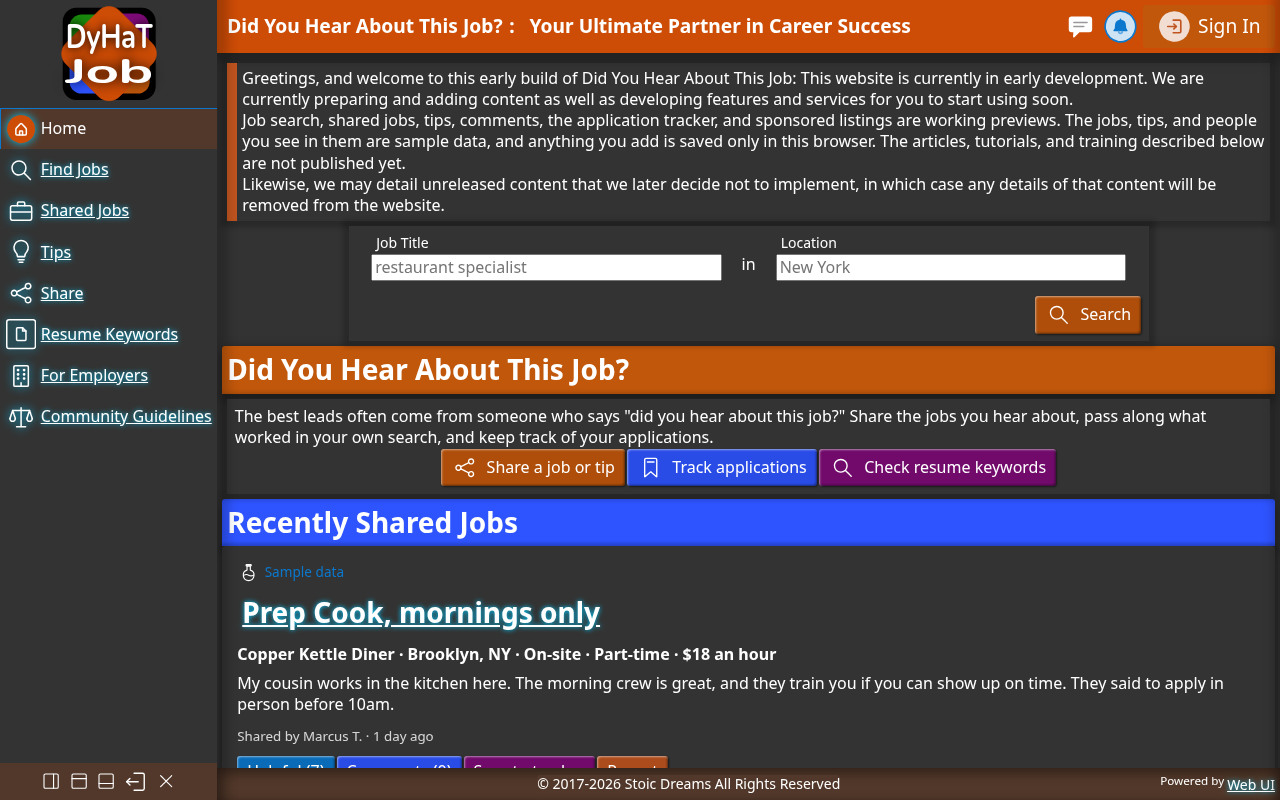 DyHaT
Job
Did You Hear About This Job? : Your Ultimate Partner in Career Success
Sign In
Home
Find Jobs
Shared Jobs
Tips
Share
Resume Keywords
For Employers
Community Guidelines
Greetings, and welcome to this early build of Did You Hear About This Job: This website is currently in early development. We are
currently preparing and adding content as well as developing features and services for you to start using soon.
Job search, shared jobs, tips, comments, the application tracker, and sponsored listings are working previews. The jobs, tips, and people
you see in them are sample data, and anything you add is saved only in this browser. The articles, tutorials, and training described below
are not published yet.
Likewise, we may detail unreleased content that we later decide not to implement, in which case any details of that content will be
removed from the website.
Job Title
Location
restaurant specialist
in
New York
Search
Did You Hear About This Job?
The best leads often come from someone who says "did you hear about this job?" Share the jobs you hear about, pass along what
worked in your own search, and keep track of your applications.
Share a job or tip
Track applications
Check resume keywords
Recently Shared Jobs
Sample data
Prep Cook, mornings only
Copper Kettle Diner · Brooklyn, NY · On-site · Part-time · $18 an hour
My cousin works in the kitchen here. The morning crew is great, and they train you if you can show up on time. They said to apply in
person before 10am.
Shared by Marcus T. · 1 day ago
© 2017-2026 Stoic Dreams All Rights Reserved
Powered by Web UI